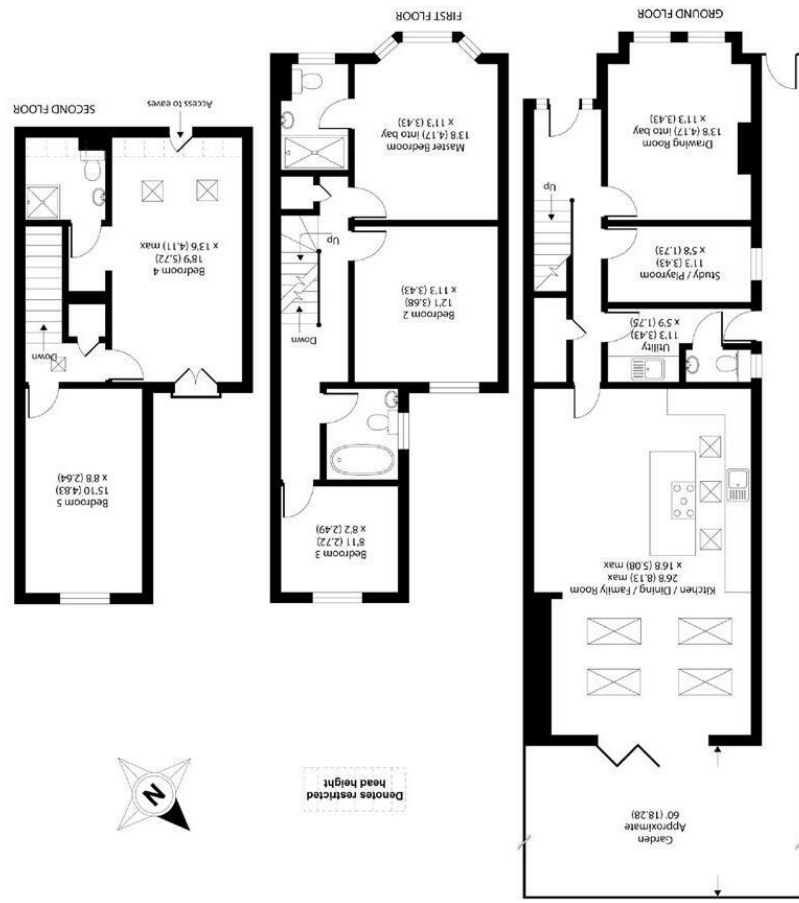 Garden
Approximate
60' (18.28)
Kitchen / Dining / Family Room
26'8 (8.13) max
x 16'8 (5.08) max
Utility
11'3 (3.43)
x 5'9 (1.75)
Study / Playroom
11'3 (3.43)
x 5'8 (1.73)
Up
Drawing Room
13'8 (4.17) into bay
x 11'3 (3.43)
GROUND FLOOR
Denotes restricted
head height
Bedroom 3
8'11 (2.72)
x 8'2 (2.49)
Down
Bedroom 2
12'1 (3.68)
x 11'3 (3.43)
Up
Master Bedroom
13'8 (4.17) into bay
x 11'3 (3.43)
FIRST FLOOR
N
Bedroom 5
15'10 (4.83)
x 8'8 (2.64)
Down
Bedroom 4
18'9 (5.72)
x 13'6 (4.11) max
Access to eaves
SECOND FLOOR